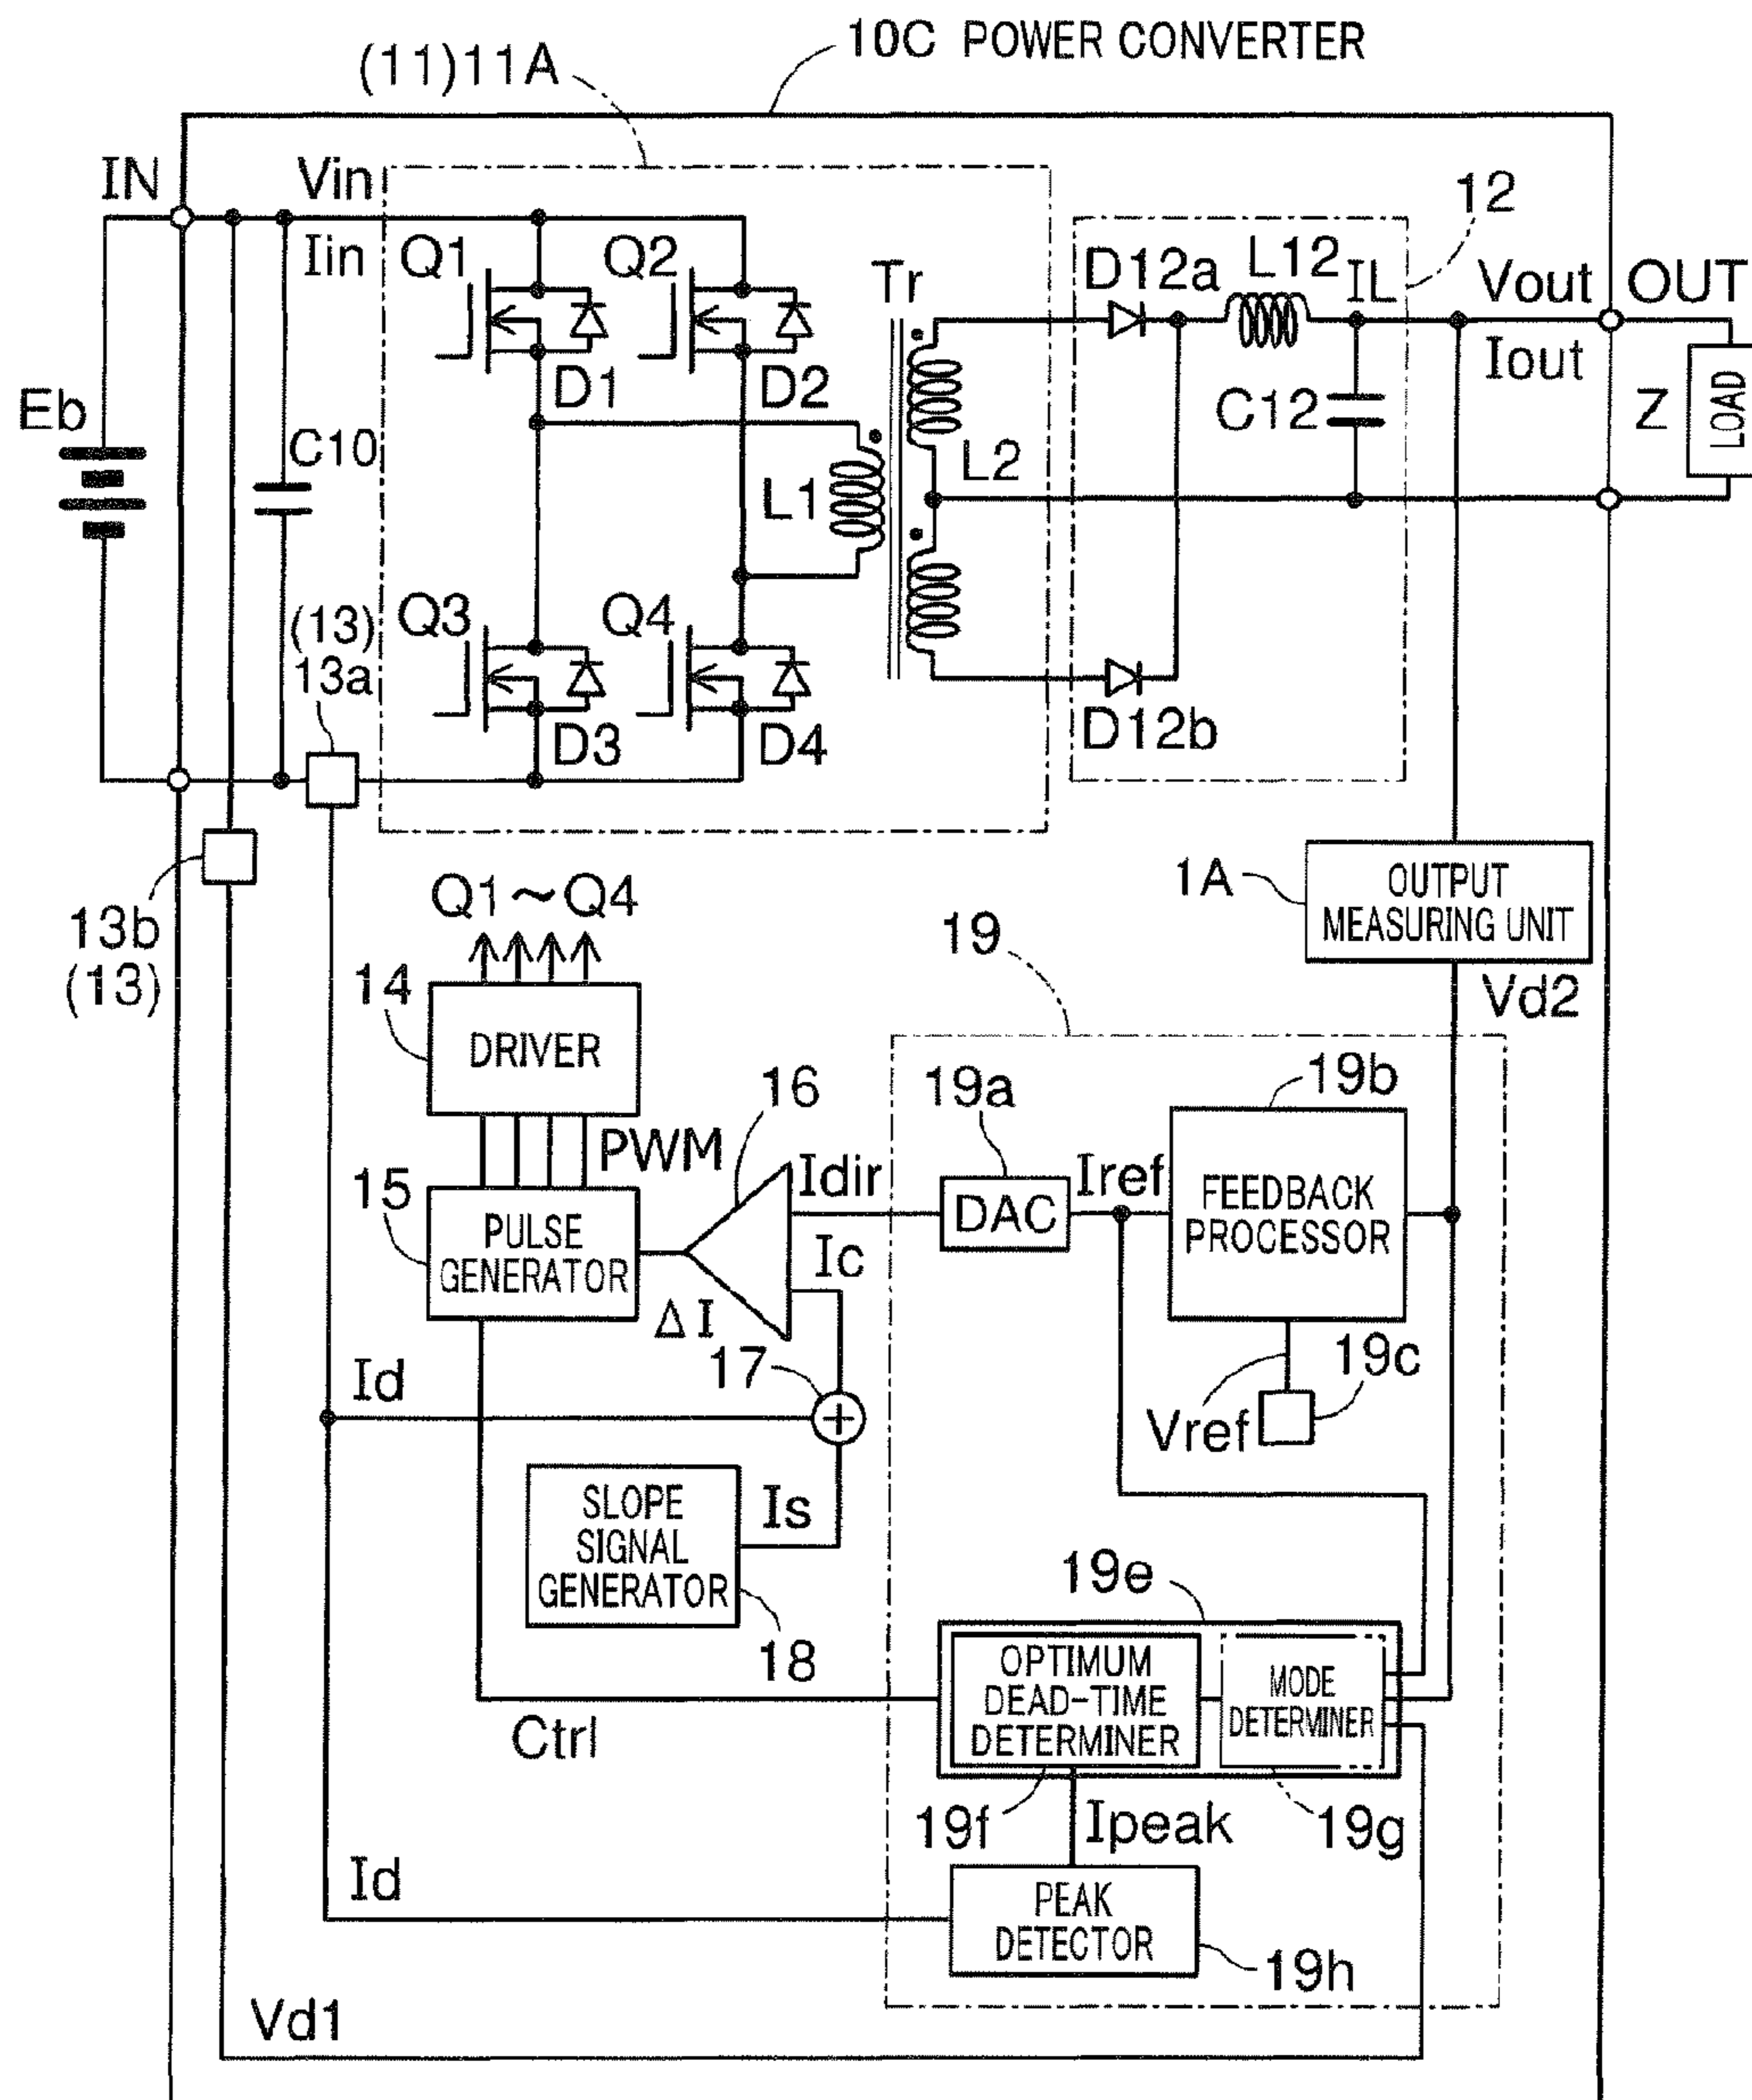 10C POWER CONVERTER
(11)11A
IN
Vin
Iin
Q1
Q2
Tr
D12a
L12
IL
12
Vout
OUT
Iout
D1
D2
Eb
C10
L1
L2
C12
Z
LOAD
(13)
13a
Q3
Q4
D3
D4
D12b
13b
(13)
Q1~Q4
14
DRIVER
1A
OUTPUT
MEASURING UNIT
Vd2
19
PWM
16
19a
19b
15
PULSE
GENERATOR
Idir
DAC
Iref
FEEDBACK
PROCESSOR
Ic
ΔI
17
19c
Vref
Id
SLOPE
SIGNAL
GENERATOR
Is
18
19e
OPTIMUM
DEAD-TIME
DETERMINER
MODE
DETERMINER
Ctrl
19f
Ipeak
19g
Id
PEAK
DETECTOR
19h
Vd1